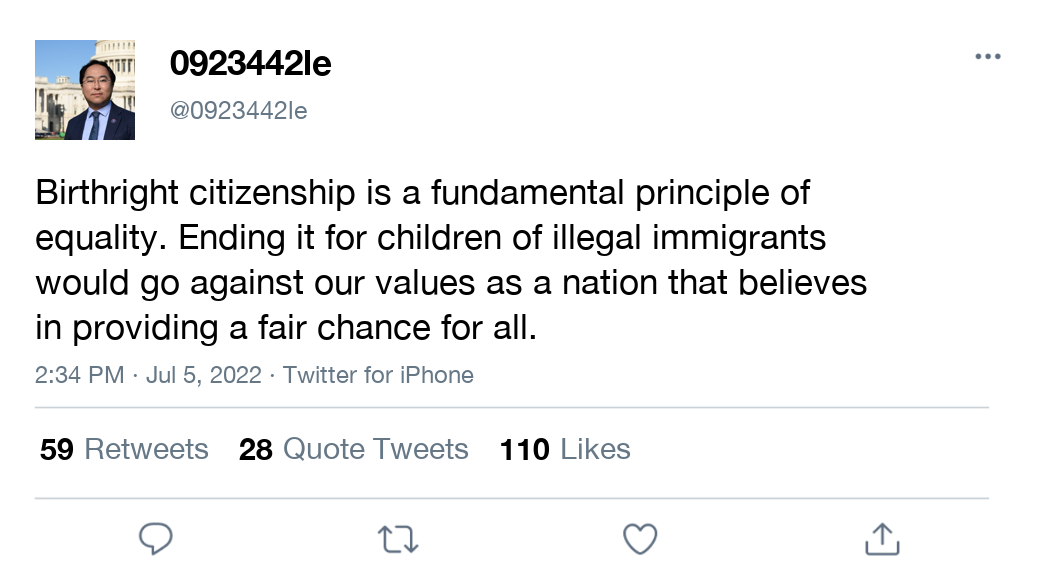 0923442le
@0923442le
Birthright citizenship is a fundamental principle of
equality. Ending it for children of illegal immigrants
would go against our values as a nation that believes
in providing a fair chance for all.
2:34 PM · Jul 5, 2022 · Twitter for iPhone
59 Retweets 28 Quote Tweets 110 Likes